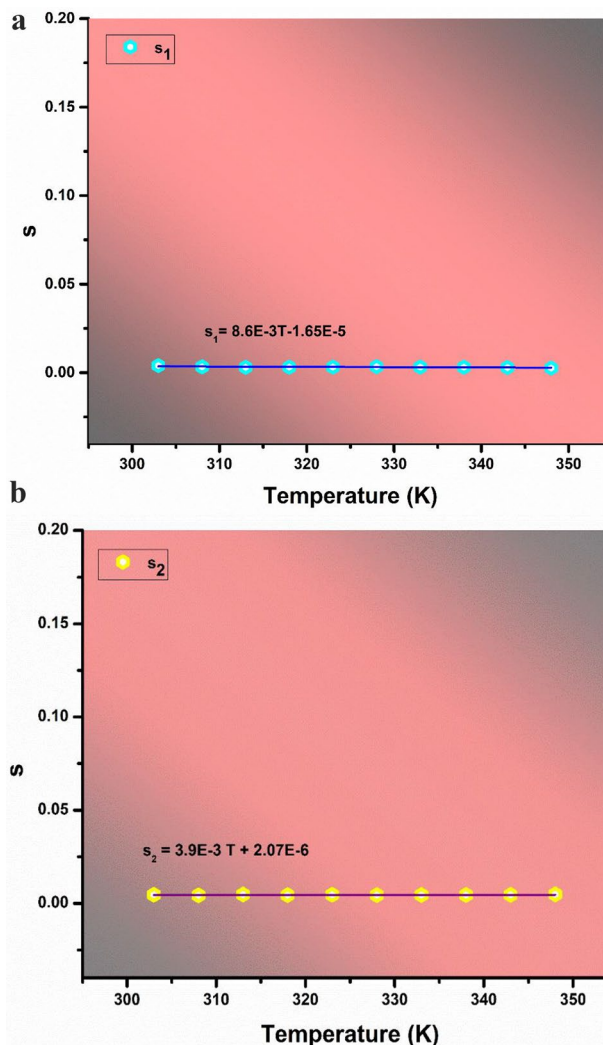 a
0.20
s1
0.15
0.10
s
0.05
s1= 8.6E-3T-1.65E-5
0.00
300 310 320 330 340 350
Temperature (K)
b
0.20
s2
0.15
0.10
s
0.05
s2 = 3.9E-3 T + 2.07E-6
0.00
300 310 320 330 340 350
Temperature (K)